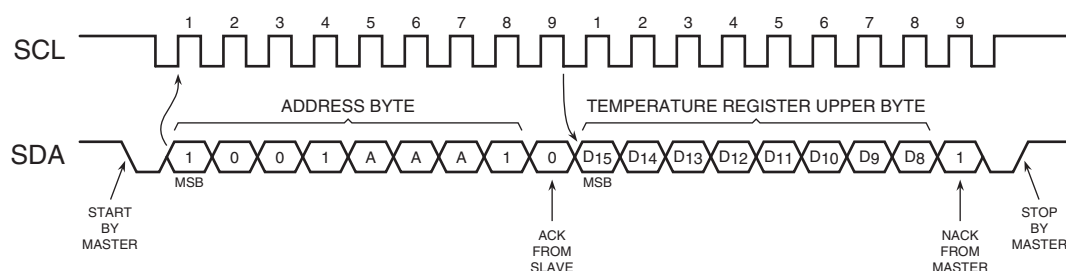 1 2 3 4 5 6 7 8 9 1 2 3 4 5 6 7 8 9
SCL
ADDRESS BYTE TEMPERATURE REGISTER UPPER BYTE
SDA 1 0 0 1 A A A 1 0 D15 D14 D13 D12 D11 D10 D9 D8 1
MSB MSB
START
BY
MASTER
ACK
FROM
SLAVE
NACK
FROM
MASTER
STOP
BY
MASTER